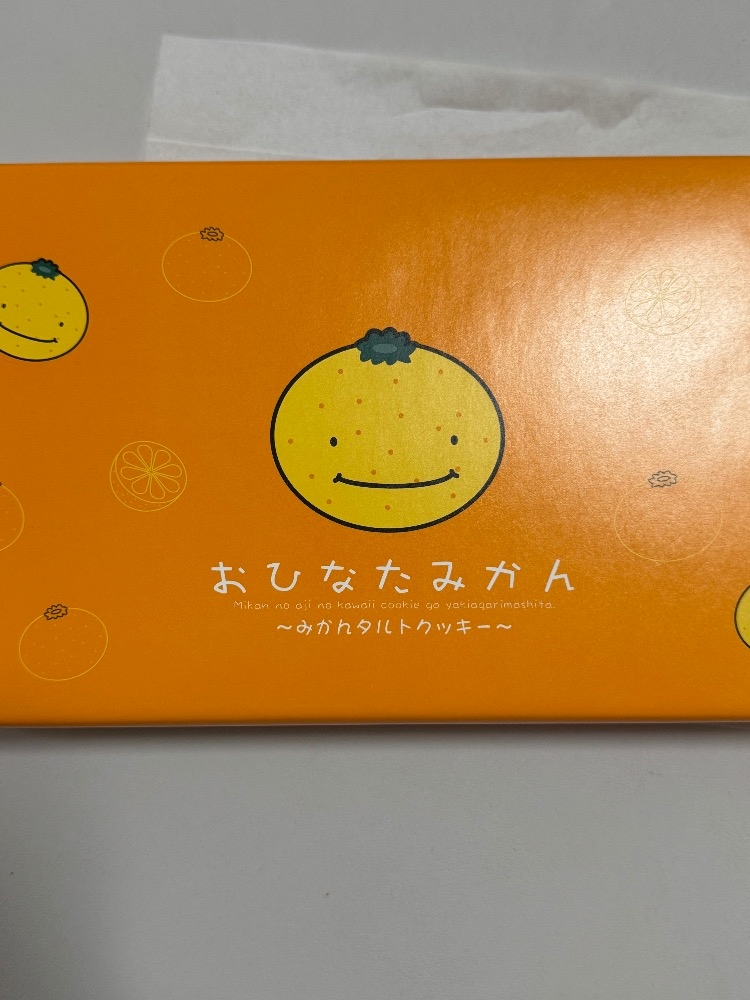 おひなたみかん
Mikan no aji no kawaii cookie ga yakiagarimashita.
～みかんタルトクッキー～